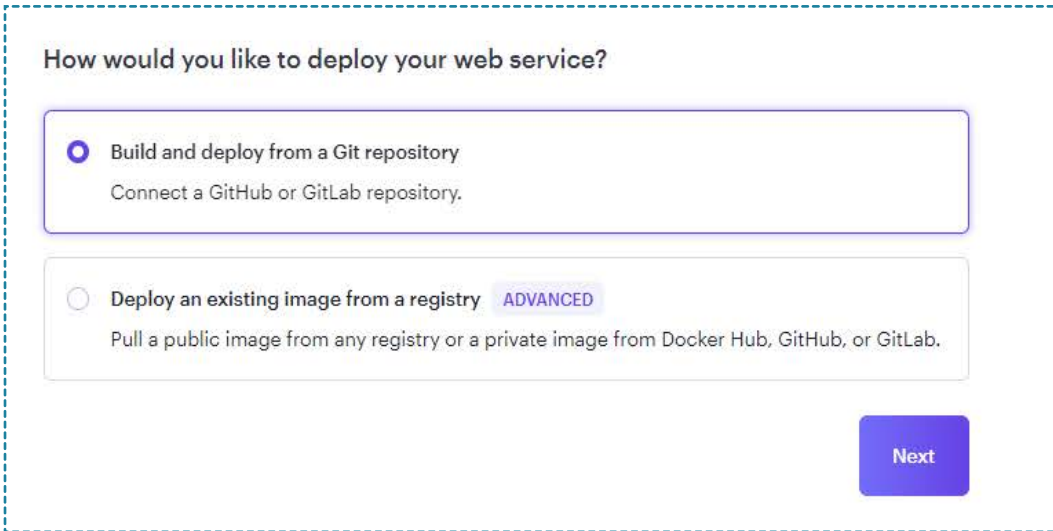 How would you like to deploy your web service?
Build and deploy from a Git repository
Connect a GitHub or GitLab repository.
Deploy an existing image from a registry ADVANCED
Pull a public image from any registry or a private image from Docker Hub, GitHub, or GitLab.
Next